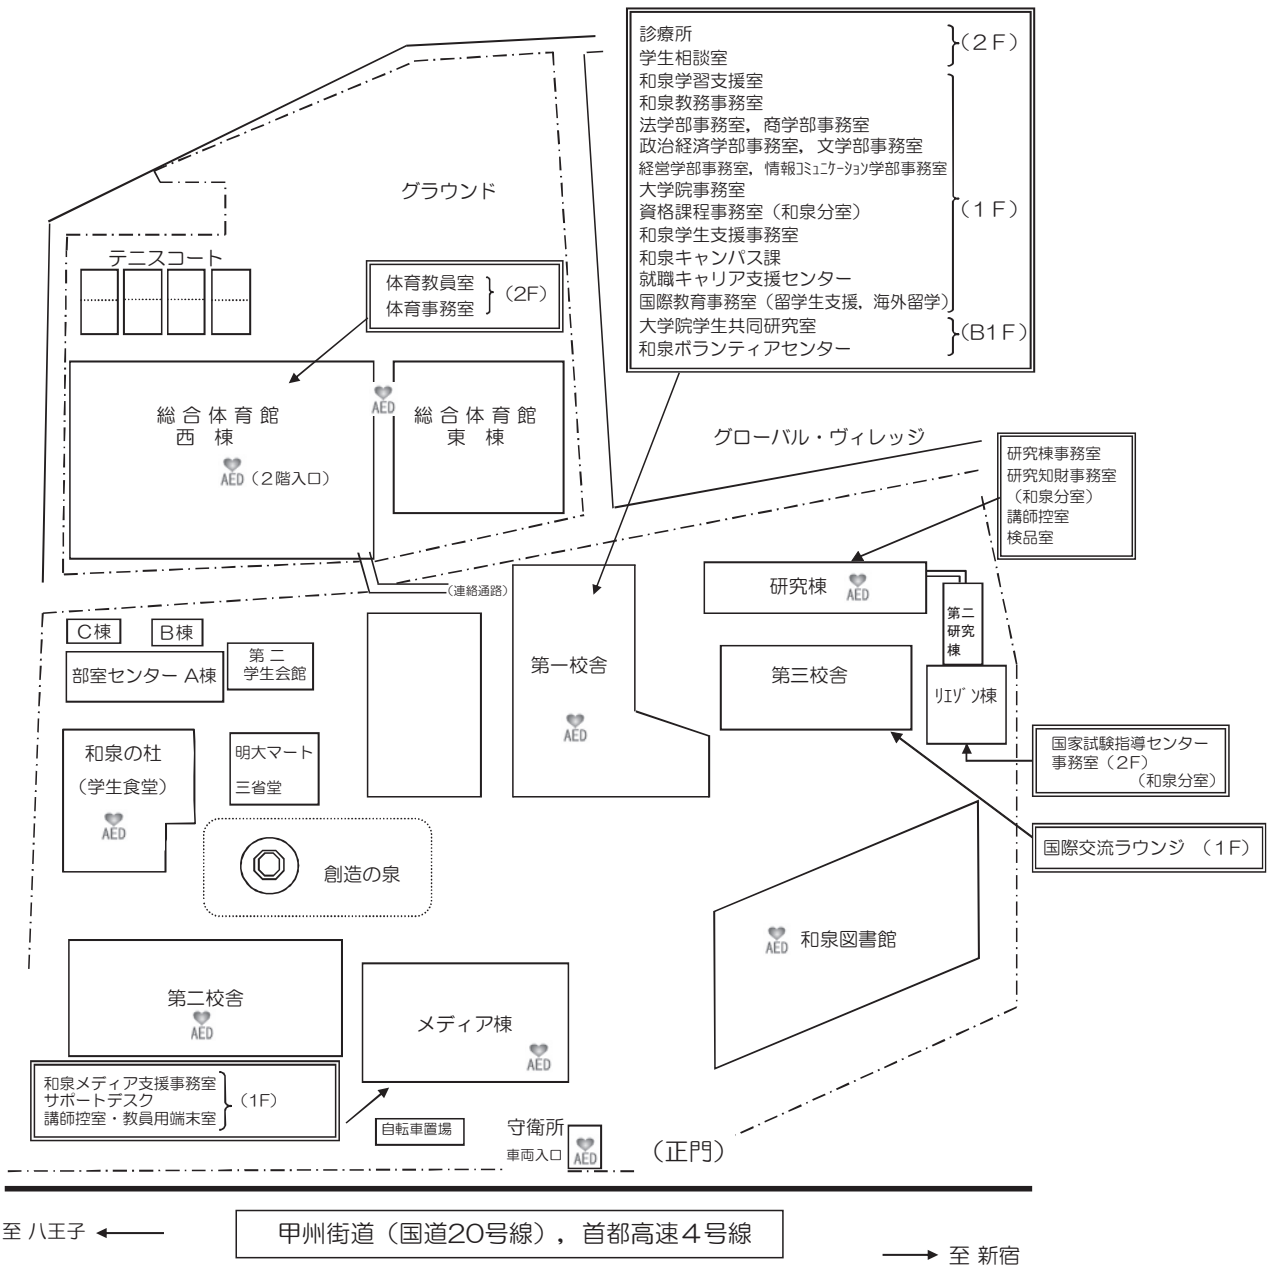 診療所
学生相談室
(2F)
和泉学習支援室
和泉教務事務室
法学部事務室，商学部事務室
政治経済学部事務室，文学部事務室
経営学部事務室，情報ｺﾐｭﾆｹｰｼｮﾝ学部事務室
大学院事務室
資格課程事務室（和泉分室）
和泉学生支援事務室
和泉キャンパス課
就職キャリア支援センター
国際教育事務室（留学生支援，海外留学）
(1F)
大学院学生共同研究室
和泉ボランティアセンター
(B1F)
グラウンド
テニスコート
体育教員室
体育事務室
(2F)
総合体育館
西棟
AED（2階入口）
AED
総合体育館
東棟
グローバル・ヴィレッジ
研究棟事務室
研究知財事務室
（和泉分室）
講師控室
検品室
（連絡通路）
研究棟
AED
第二
研究
棟
C棟
B棟
部室センター A棟
第二
学生会館
第一校舎
AED
第三校舎
ﾘｴｿﾞﾝ棟
国家試験指導センター
事務室（2F）
（和泉分室）
和泉の杜
（学生食堂）
AED
明大マート
三省堂
国際交流ラウンジ （1F）
創造の泉
AED
和泉図書館
第二校舎
AED
メディア棟
AED
和泉メディア支援事務室
サポートデスク
講師控室・教員用端末室
(1F)
自転車置場
守衛所
車両入口
AED
（正門）
至 八王子
甲州街道（国道20号線），首都高速4号線
至 新宿